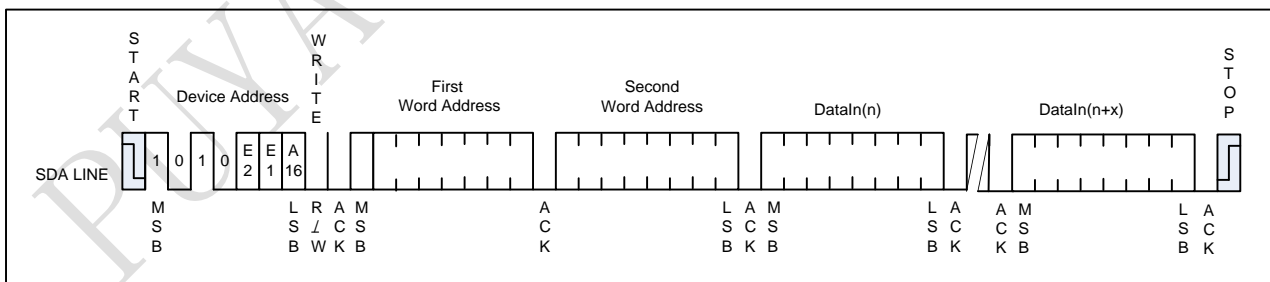 START
WRITE
STOP
Device Address
First
Word Address
Second
Word Address
DataIn(n)
DataIn(n+x)
SDA LINE
1 0 1 0 E2 E1 A16
MSB
LSB
R/W
ACK
MSB
ACK
LSB
ACK
MSB
LSB
ACK
ACK
MSB
LSB
ACK
PUYA